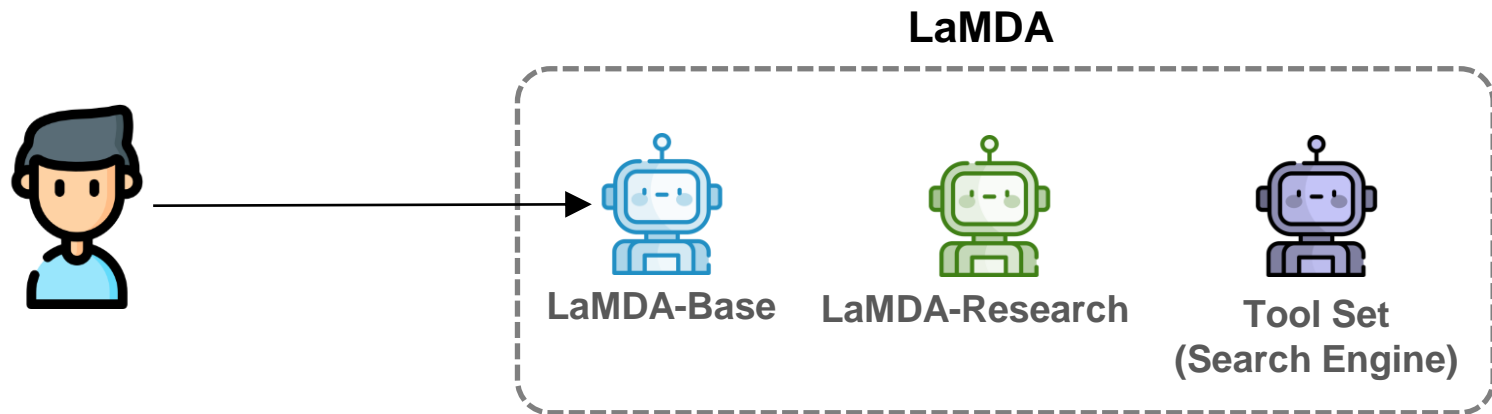 LaMDA
LaMDA-Base
LaMDA-Research
Tool Set
(Search Engine)